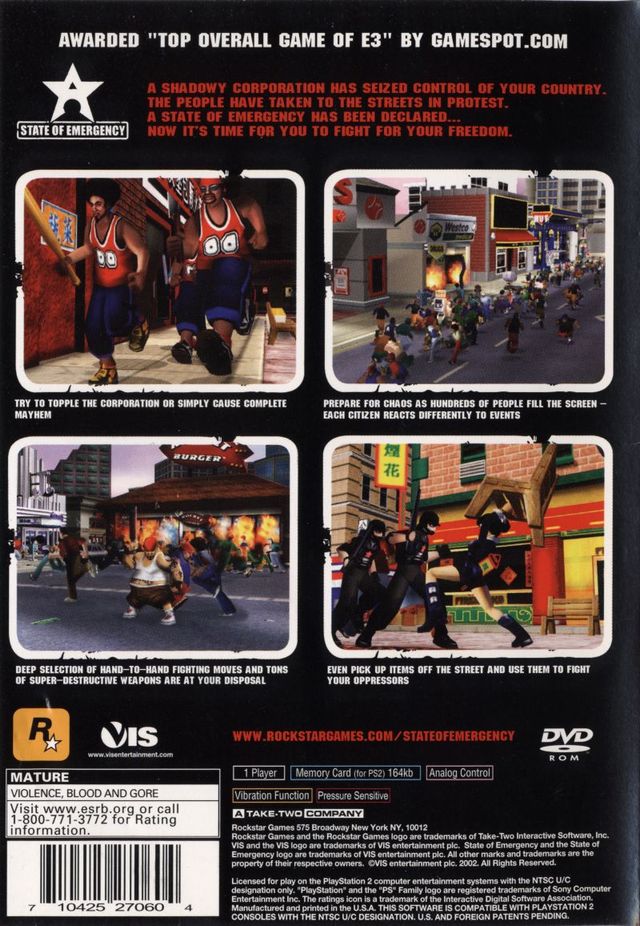 AWARDED "TOP OVERALL GAME OF E3" BY GAMESPOT.COM
STATE OF EMERGENCY
A SHADOWY CORPORATION HAS SEIZED CONTROL OF YOUR COUNTRY.
THE PEOPLE HAVE TAKEN TO THE STREETS IN PROTEST.
A STATE OF EMERGENCY HAS BEEN DECLARED...
NOW IT'S TIME FOR YOU TO FIGHT FOR YOUR FREEDOM.
00
00
Westco
TRY TO TOPPLE THE CORPORATION OR SIMPLY CAUSE COMPLETE
MAYHEM
PREPARE FOR CHAOS AS HUNDREDS OF PEOPLE FILL THE SCREEN –
EACH CITIZEN REACTS DIFFERENTLY TO EVENTS
BURGER
煙花
DEEP SELECTION OF HAND–TO–HAND FIGHTING MOVES AND TONS
OF SUPER–DESTRUCTIVE WEAPONS ARE AT YOUR DISPOSAL
EVEN PICK UP ITEMS OFF THE STREET AND USE THEM TO FIGHT
YOUR OPPRESSORS
R
VIS
www.visentertainment.com
WWW.ROCKSTARGAMES.COM/STATEOFEMERGENCY
DVD
ROM
MATURE
VIOLENCE, BLOOD AND GORE
Visit www.esrb.org or call
1-800-771-3772 for Rating
information.
1 Player
Memory Card (for PS2) 164kb
Analog Control
Vibration Function
Pressure Sensitive
A TAKE-TWO COMPANY
Rockstar Games 575 Broadway New York NY, 10012
Rockstar Games and the Rockstar Games logo are trademarks of Take-Two Interactive Software, Inc.
VIS and the VIS logo are trademarks of VIS entertainment plc. State of Emergency and the State of
Emergency logo are trademarks of VIS entertainment plc. All other marks and trademarks are the
property of their respective owners. ©VIS entertainment plc. 2002. All Rights Reserved.
Licensed for play on the PlayStation 2 computer entertainment systems with the NTSC U/C
designation only. "PlayStation" and the "PS" Family logo are registered trademarks of Sony Computer
Entertainment Inc. The ratings icon is a trademark of the Interactive Digital Software Association.
Manufactured and printed in the U.S.A. THIS SOFTWARE IS COMPATIBLE WITH PLAYSTATION 2
CONSOLES WITH THE NTSC U/C DESIGNATION. U.S. AND FOREIGN PATENTS PENDING.
7 10425 27060 4